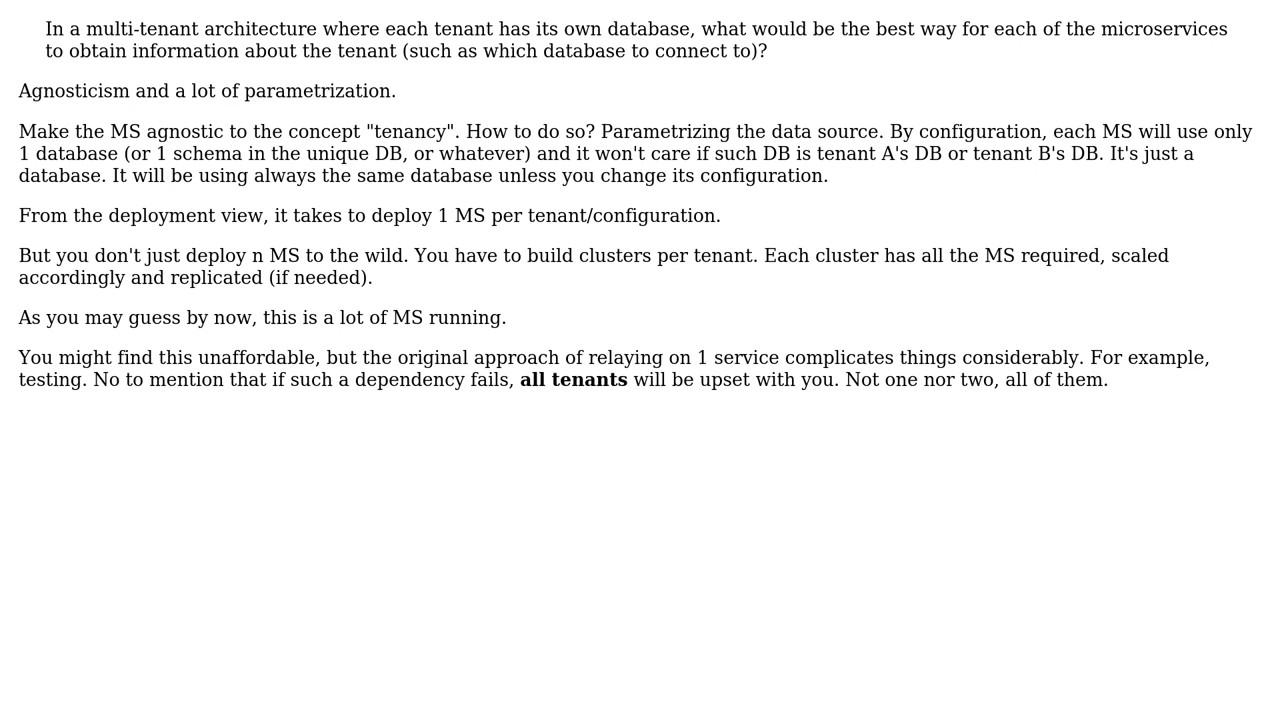 In a multi-tenant architecture where each tenant has its own database, what would be the best way for each of the microservices
to obtain information about the tenant (such as which database to connect to)?
Agnosticism and a lot of parametrization.
Make the MS agnostic to the concept "tenancy". How to do so? Parametrizing the data source. By configuration, each MS will use only
1 database (or 1 schema in the unique DB, or whatever) and it won't care if such DB is tenant A's DB or tenant B's DB. It's just a
database. It will be using always the same database unless you change its configuration.
From the deployment view, it takes to deploy 1 MS per tenant/configuration.
But you don't just deploy n MS to the wild. You have to build clusters per tenant. Each cluster has all the MS required, scaled
accordingly and replicated (if needed).
As you may guess by now, this is a lot of MS running.
You might find this unaffordable, but the original approach of relaying on 1 service complicates things considerably. For example,
testing. No to mention that if such a dependency fails, all tenants will be upset with you. Not one nor two, all of them.